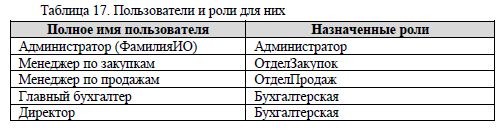 Таблица 17. Пользователи и роли для них
Полное имя пользователя Назначенные роли
Администратор (ФамилияИО) Администратор
Менеджер по закупкам ОтделЗакупок
Менеджер по продажам ОтделПродаж
Главный бухгалтер Бухгалтерская
Директор Бухгалтерская